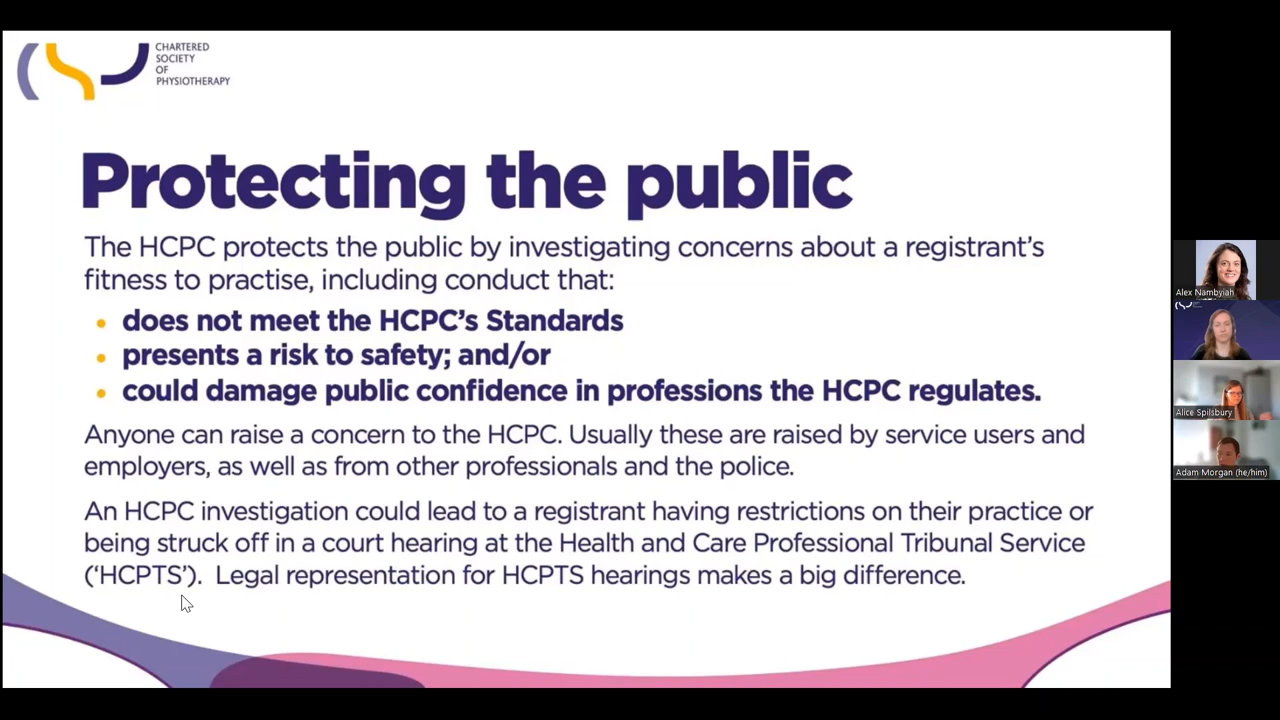 CHARTERED
SOCIETY
OF
PHYSIOTHERAPY
Protecting the public
The HCPC protects the public by investigating concerns about a registrant’s
fitness to practise, including conduct that:
• does not meet the HCPC’s Standards
• presents a risk to safety; and/or
• could damage public confidence in professions the HCPC regulates.
Anyone can raise a concern to the HCPC. Usually these are raised by service users and
employers, as well as from other professionals and the police.
An HCPC investigation could lead to a registrant having restrictions on their practice or
being struck off in a court hearing at the Health and Care Professional Tribunal Service
(‘HCPTS’). Legal representation for HCPTS hearings makes a big difference.
Alex Nambyiah
Alice Spilsbury
Adam Morgan (he/him)